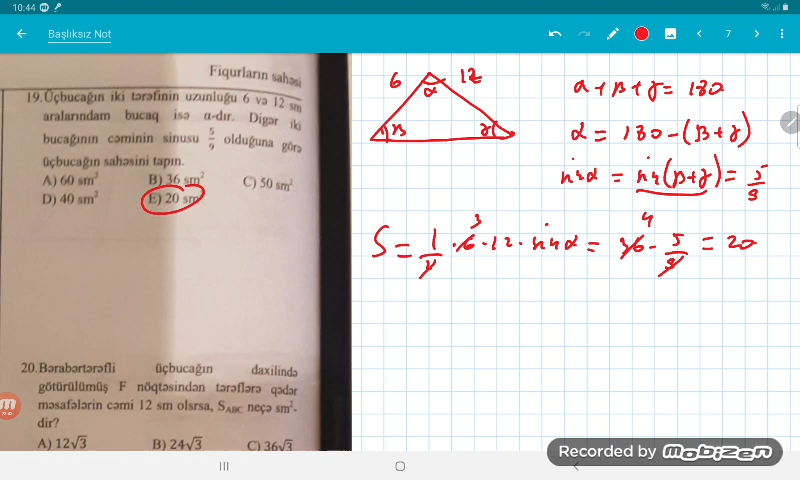 10:44
Başlıksız Not
7
Fiqurların sahəsi
19.Üçbucağın iki tərəfinin uzunluğu 6 və 12 sm
aralarındam bucaq isə α-dır. Digər iki
bucağının cəminin sinusu 5/9 olduğuna görə
üçbucağın sahəsini tapın.
A) 60 sm² B) 36 sm² C) 50 sm²
D) 40 sm² E) 20 sm²
20.Bərabərtərəfli üçbucağın daxilində
götürülümüş F nöqtəsindən tərəflərə qədər
məsafələrin cəmi 12 sm olsrsa, S_ABC neçə sm²-
dir?
A) 12√3 B) 24√3 C) 36√3
6 12
α
β γ
α + β + γ = 180
α = 180 - (β + γ)
sinα = sin(β+γ) = 5/9
S = 1/2 · 6 · 12 · sinα = 36 · 5/9 = 20
3 4
Recorded by mobizen